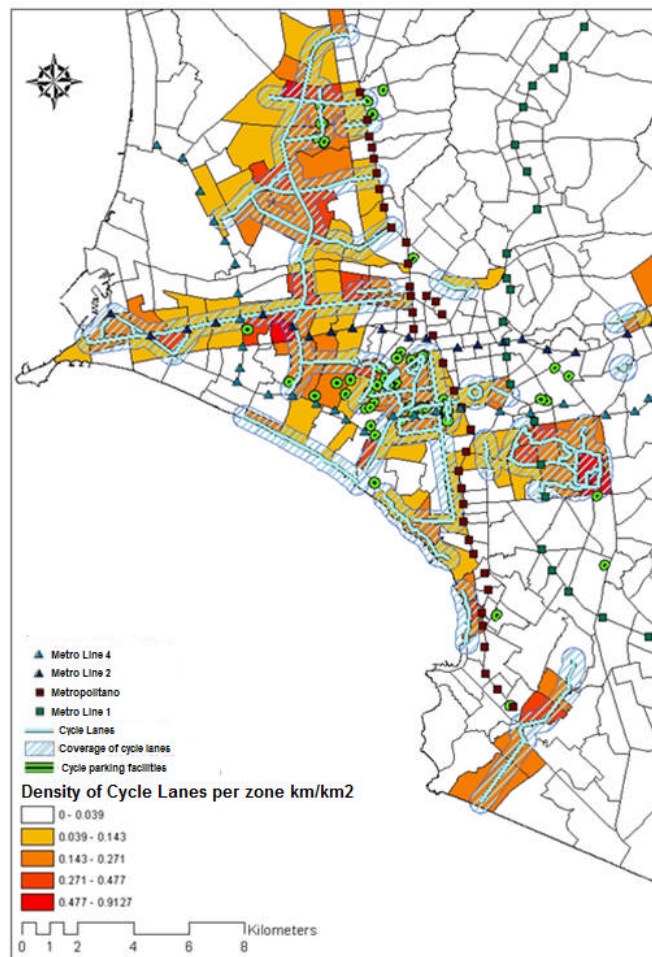 Metro Line 4
Metro Line 2
Metropolitano
Metro Line 1
Cycle Lanes
Coverage of cycle lanes
Cycle parking facilities
Density of Cycle Lanes per zone km/km2
0 - 0.039
0.039 - 0.143
0.143 - 0.271
0.271 - 0.477
0.477 - 0.9127
Kilometers
0 1 2 4 6 8